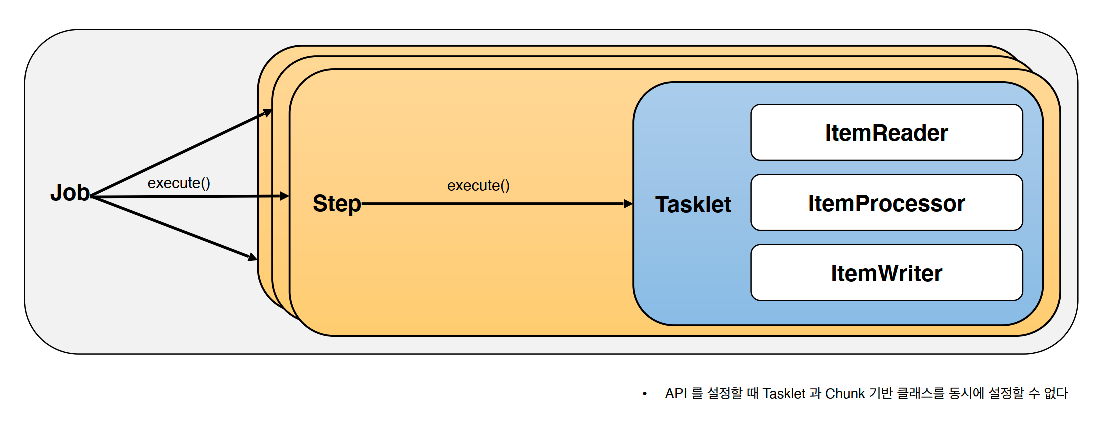 Job
execute()
Step
execute()
Tasklet
ItemReader
ItemProcessor
ItemWriter
• API 를 설정할 때 Tasklet 과 Chunk 기반 클래스를 동시에 설정할 수 없다